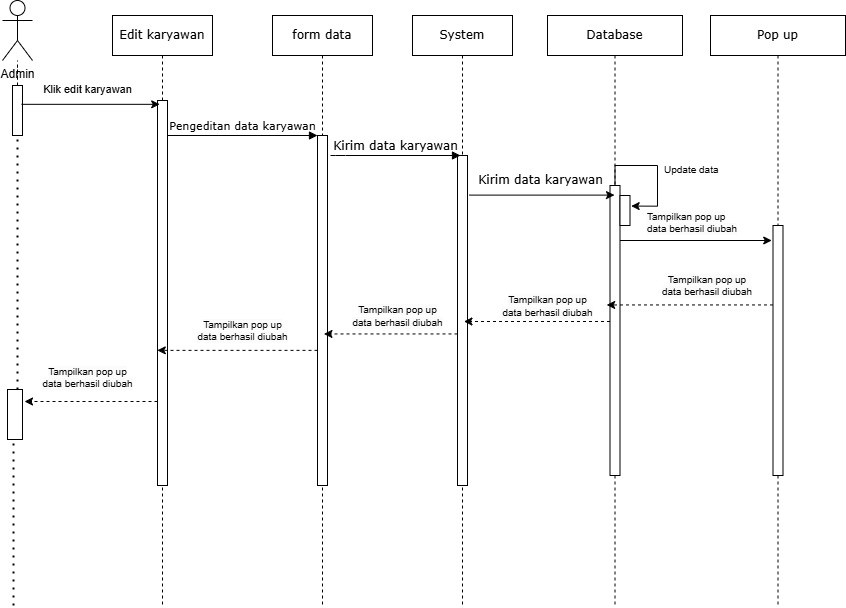 Edit karyawan
form data
System
Database
Pop up
Admin
Klik edit karyawan
Pengeditan data karyawan
Kirim data karyawan
Kirim data karyawan
Update data
Tampilkan pop up
data berhasil diubah
Tampilkan pop up
data berhasil diubah
Tampilkan pop up
data berhasil diubah
Tampilkan pop up
data berhasil diubah
Tampilkan pop up
data berhasil diubah
Tampilkan pop up
data berhasil diubah